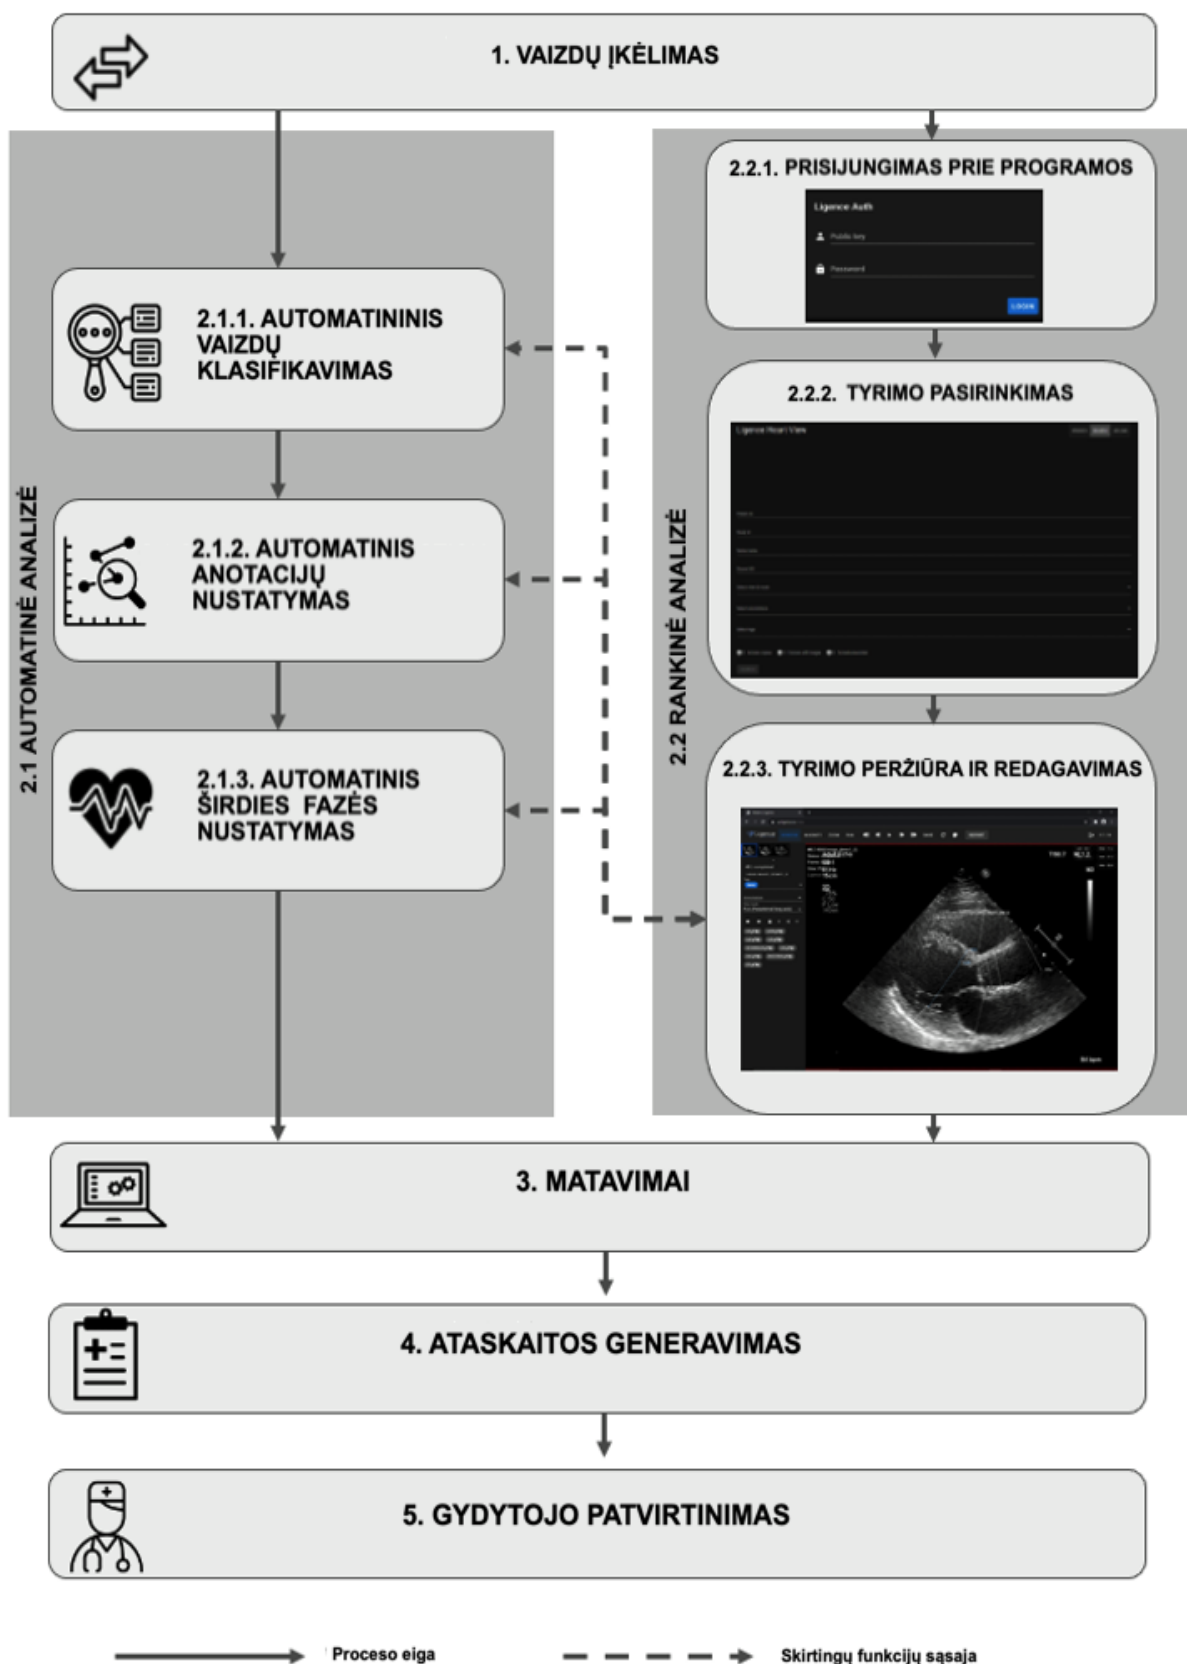 1. VAIZDŲ ĮKĖLIMAS
2.1 AUTOMATINĖ ANALIZĖ
2.1.1. AUTOMATININIS
VAIZDŲ
KLASIFIKAVIMAS
2.1.2. AUTOMATINIS
ANOTACIJŲ
NUSTATYMAS
2.1.3. AUTOMATINIS
ŠIRDIES FAZĖS
NUSTATYMAS
2.2 RANKINĖ ANALIZĖ
2.2.1. PRISIJUNGIMAS PRIE PROGRAMOS
Ligence Auth
Public key
Password
LOGIN
2.2.2. TYRIMO PASIRINKIMAS
Ligence Heart View
2.2.3. TYRIMO PERŽIŪRA IR REDAGAVIMAS
3. MATAVIMAI
4. ATASKAITOS GENERAVIMAS
5. GYDYTOJO PATVIRTINIMAS
Proceso eiga
Skirtingų funkcijų sąsaja